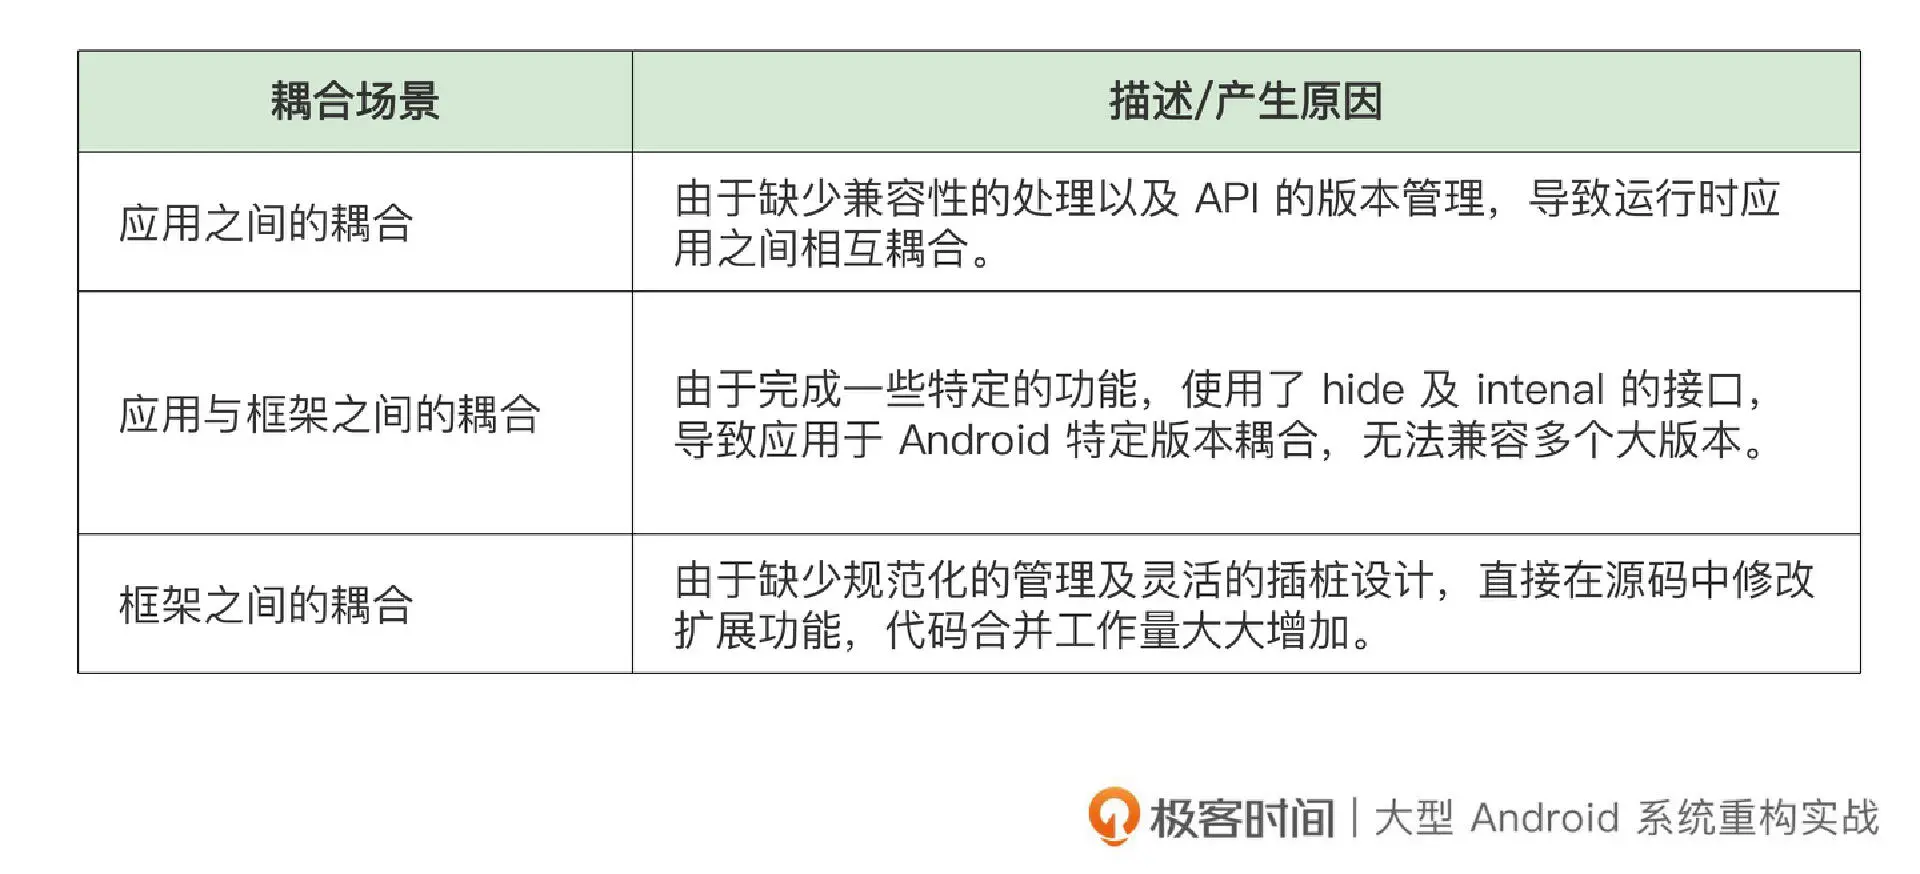 耦合场景
描述/产生原因
应用之间的耦合
由于缺少兼容性的处理以及 API 的版本管理，导致运行时应
用之间相互耦合。
应用与框架之间的耦合
由于完成一些特定的功能，使用了 hide 及 intenal 的接口，
导致应用于 Android 特定版本耦合，无法兼容多个大版本。
框架之间的耦合
由于缺少规范化的管理及灵活的插桩设计，直接在源码中修改
扩展功能，代码合并工作量大大增加。
极客时间 | 大型 Android 系统重构实战